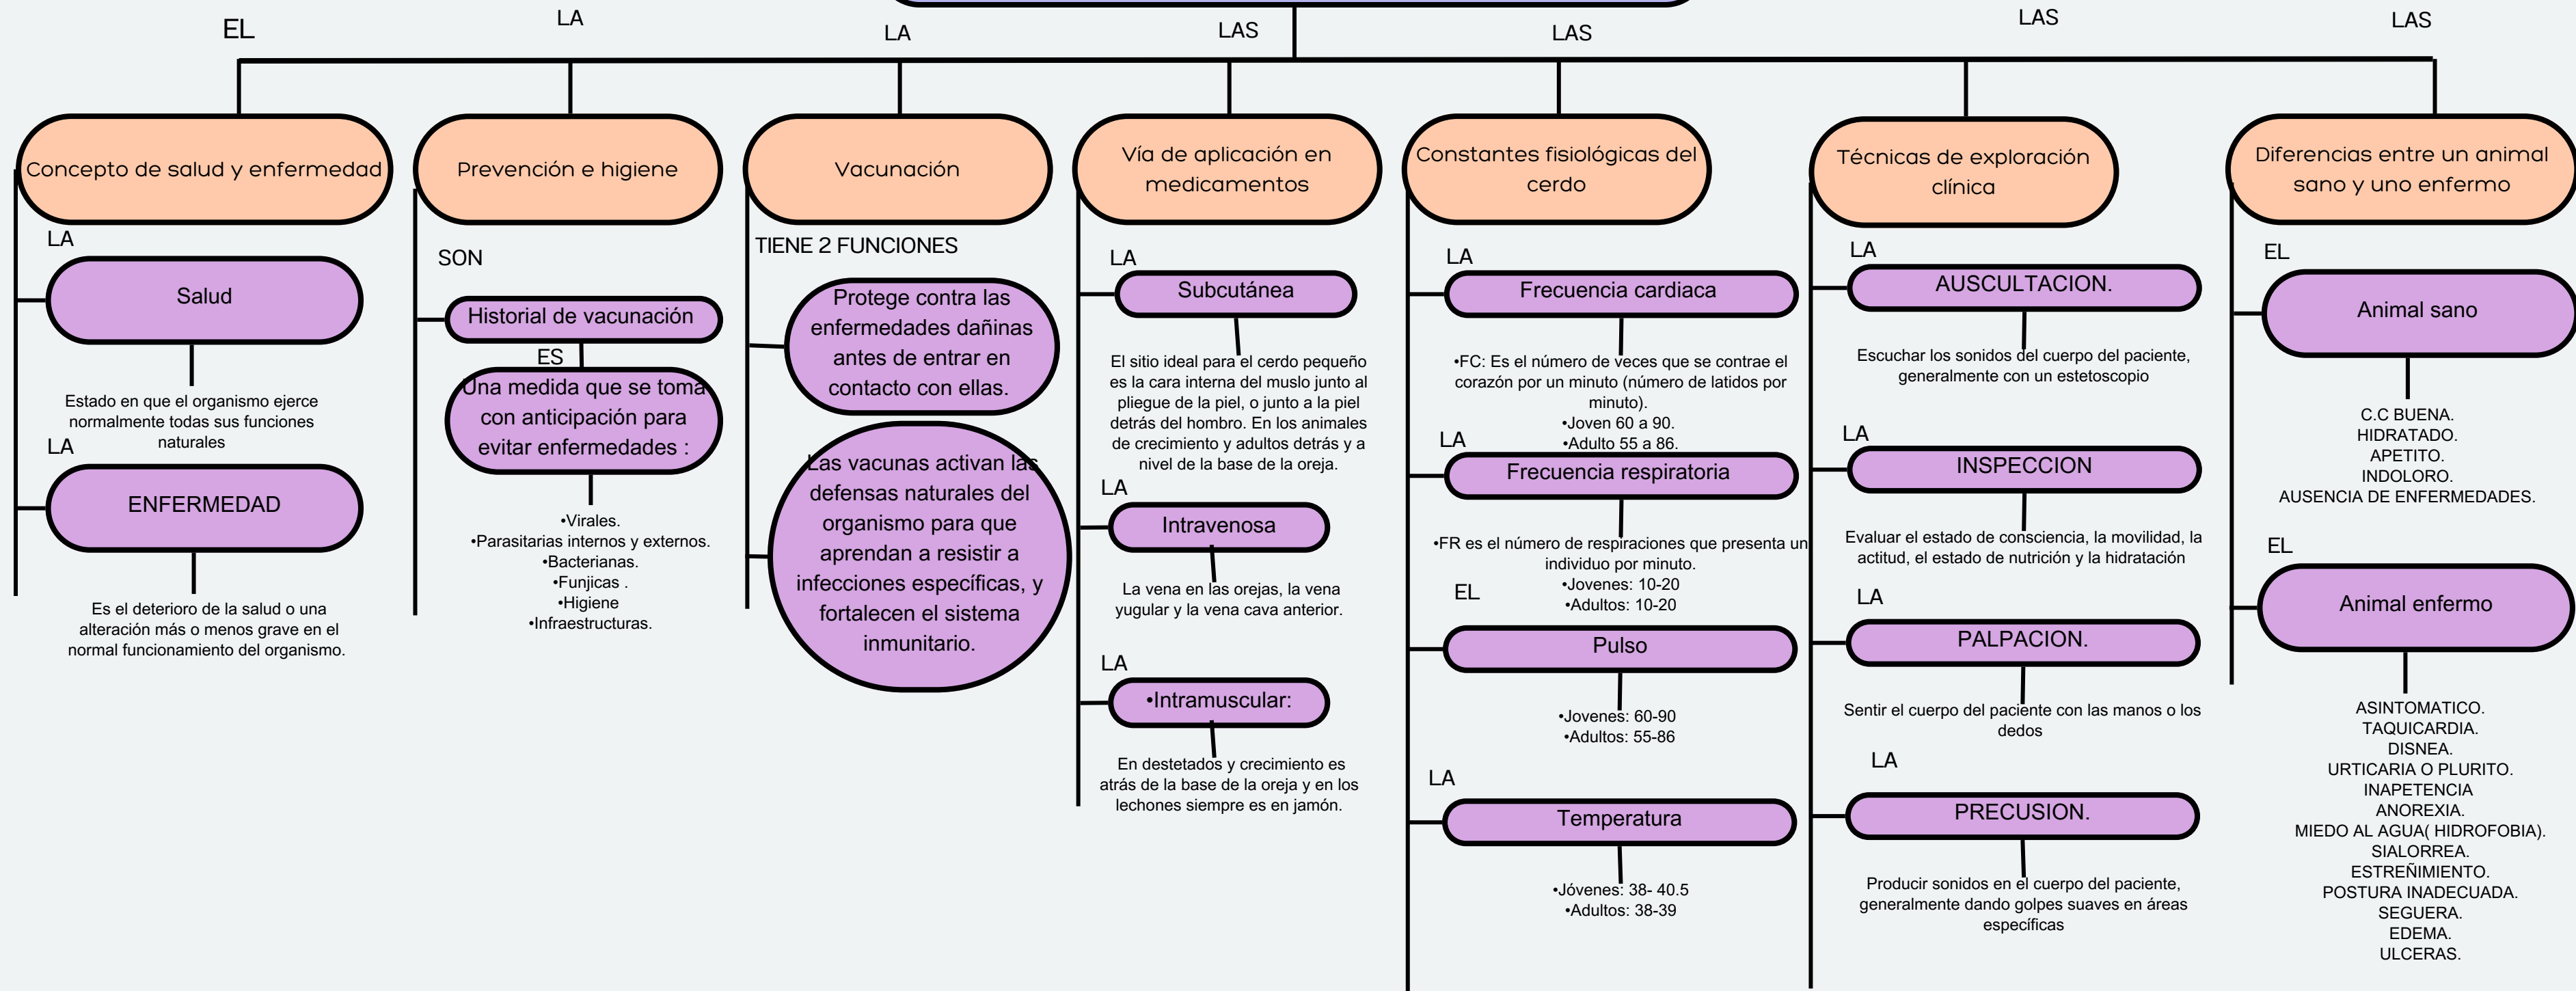 EL
LA
LA
LAS
LAS
LAS
LAS
Concepto de salud y enfermedad
LA
Salud
Estado en que el organismo ejerce
normalmente todas sus funciones
naturales
LA
ENFERMEDAD
Es el deterioro de la salud o una
alteración más o menos grave en el
normal funcionamiento del organismo.
Prevención e higiene
SON
Historial de vacunación
ES
Una medida que se toma
con anticipación para
evitar enfermedades :
•Virales.
•Parasitarias internos y externos.
•Bacterianas.
•Funjicas .
•Higiene
•Infraestructuras.
Vacunación
TIENE 2 FUNCIONES
Protege contra las
enfermedades dañinas
antes de entrar en
contacto con ellas.
Las vacunas activan las
defensas naturales del
organismo para que
aprendan a resistir a
infecciones específicas, y
fortalecen el sistema
inmunitario.
Vía de aplicación en
medicamentos
LA
Subcutánea
El sitio ideal para el cerdo pequeño
es la cara interna del muslo junto al
pliegue de la piel, o junto a la piel
detrás del hombro. En los animales
de crecimiento y adultos detrás y a
nivel de la base de la oreja.
LA
Intravenosa
La vena en las orejas, la vena
yugular y la vena cava anterior.
LA
•Intramuscular:
En destetados y crecimiento es
atrás de la base de la oreja y en los
lechones siempre es en jamón.
Constantes fisiológicas del
cerdo
LA
Frecuencia cardiaca
•FC: Es el número de veces que se contrae el
corazón por un minuto (número de latidos por
minuto).
•Joven 60 a 90.
•Adulto 55 a 86.
LA
Frecuencia respiratoria
•FR es el número de respiraciones que presenta un
individuo por minuto.
•Jovenes: 10-20
•Adultos: 10-20
EL
Pulso
•Jovenes: 60-90
•Adultos: 55-86
LA
Temperatura
•Jóvenes: 38- 40.5
•Adultos: 38-39
Técnicas de exploración
clínica
LA
AUSCULTACION.
Escuchar los sonidos del cuerpo del paciente,
generalmente con un estetoscopio
LA
INSPECCION
Evaluar el estado de consciencia, la movilidad, la
actitud, el estado de nutrición y la hidratación
LA
PALPACION.
Sentir el cuerpo del paciente con las manos o los
dedos
LA
PRECUSION.
Producir sonidos en el cuerpo del paciente,
generalmente dando golpes suaves en áreas
específicas
Diferencias entre un animal
sano y uno enfermo
EL
Animal sano
C.C BUENA.
HIDRATADO.
APETITO.
INDOLORO.
AUSENCIA DE ENFERMEDADES.
EL
Animal enfermo
ASINTOMATICO.
TAQUICARDIA.
DISNEA.
URTICARIA O PLURITO.
INAPETENCIA
ANOREXIA.
MIEDO AL AGUA( HIDROFOBIA).
SIALORREA.
ESTREÑIMIENTO.
POSTURA INADECUADA.
SEGUERA.
EDEMA.
ULCERAS.